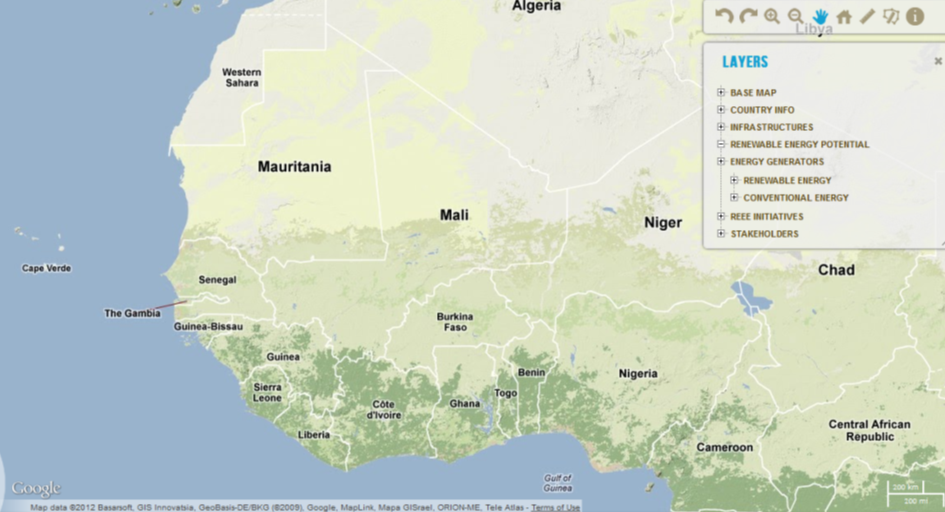 Algeria
Libya
LAYERS
BASE MAP
COUNTRY INFO
INFRASTRUCTURES
RENEWABLE ENERGY POTENTIAL
ENERGY GENERATORS
RENEWABLE ENERGY
CONVENTIONAL ENERGY
REEE INITIATIVES
STAKEHOLDERS
Western
Sahara
Mauritania
Mali
Niger
Chad
Cape Verde
Senegal
The Gambia
Guinea-Bissau
Burkina
Faso
Guinea
Benin
Nigeria
Sierra
Leone
Côte
d'Ivoire
Ghana
Togo
Liberia
Cameroon
Central African
Republic
Gulf of
Guinea
Google
200 km
200 mi
Map data ©2012 Basarsoft, GIS Innovatsia, GeoBasis-DE/BKG (©2009), Google, MapLink, Mapa GISrael, ORION-ME, Tele Atlas - Terms of Use